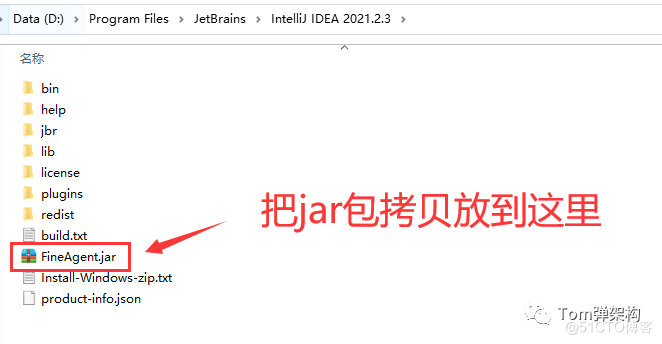 Data (D:) > Program Files > JetBrains > IntelliJ IDEA 2021.2.3 >
名称
bin
help
jbr
lib
license
plugins
redist
build.txt
把jar包拷贝放到这里
FineAgent.jar
Install-Windows-zip.txt
product-info.json
Tom弹架构
@51CTO博客